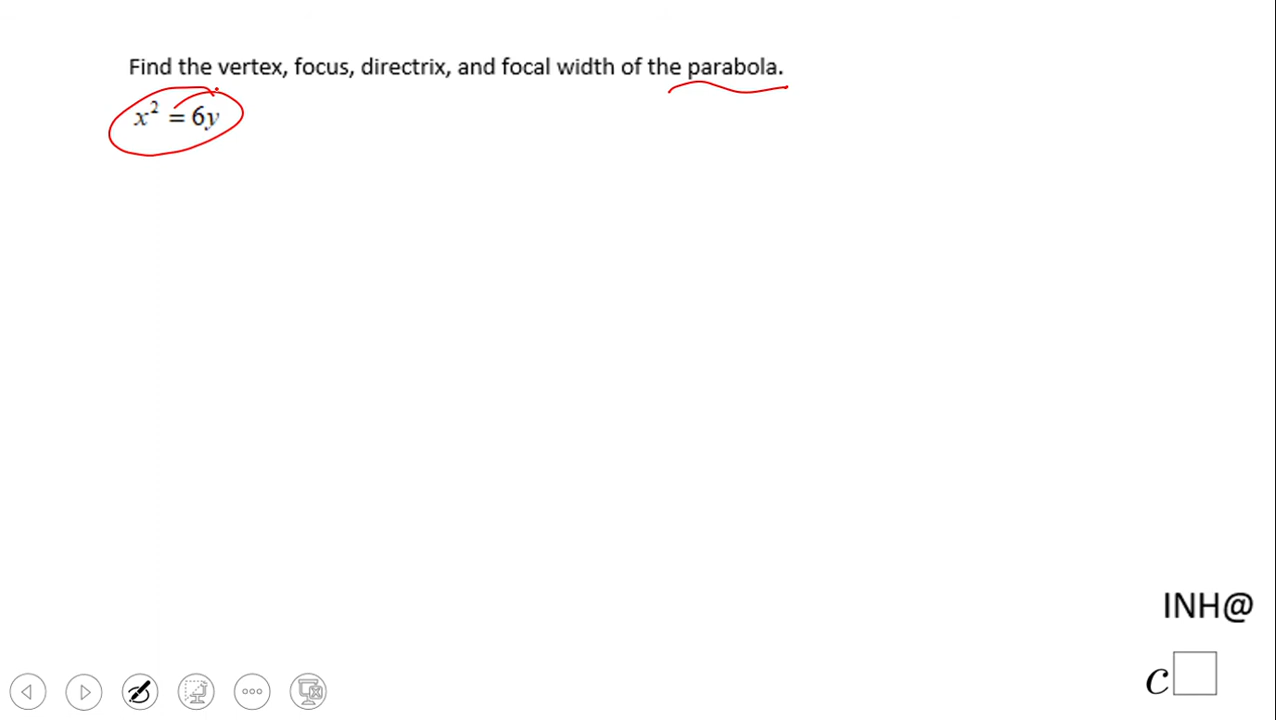 Find the vertex, focus, directrix, and focal width of the parabola.
x² = 6y
INH@
c